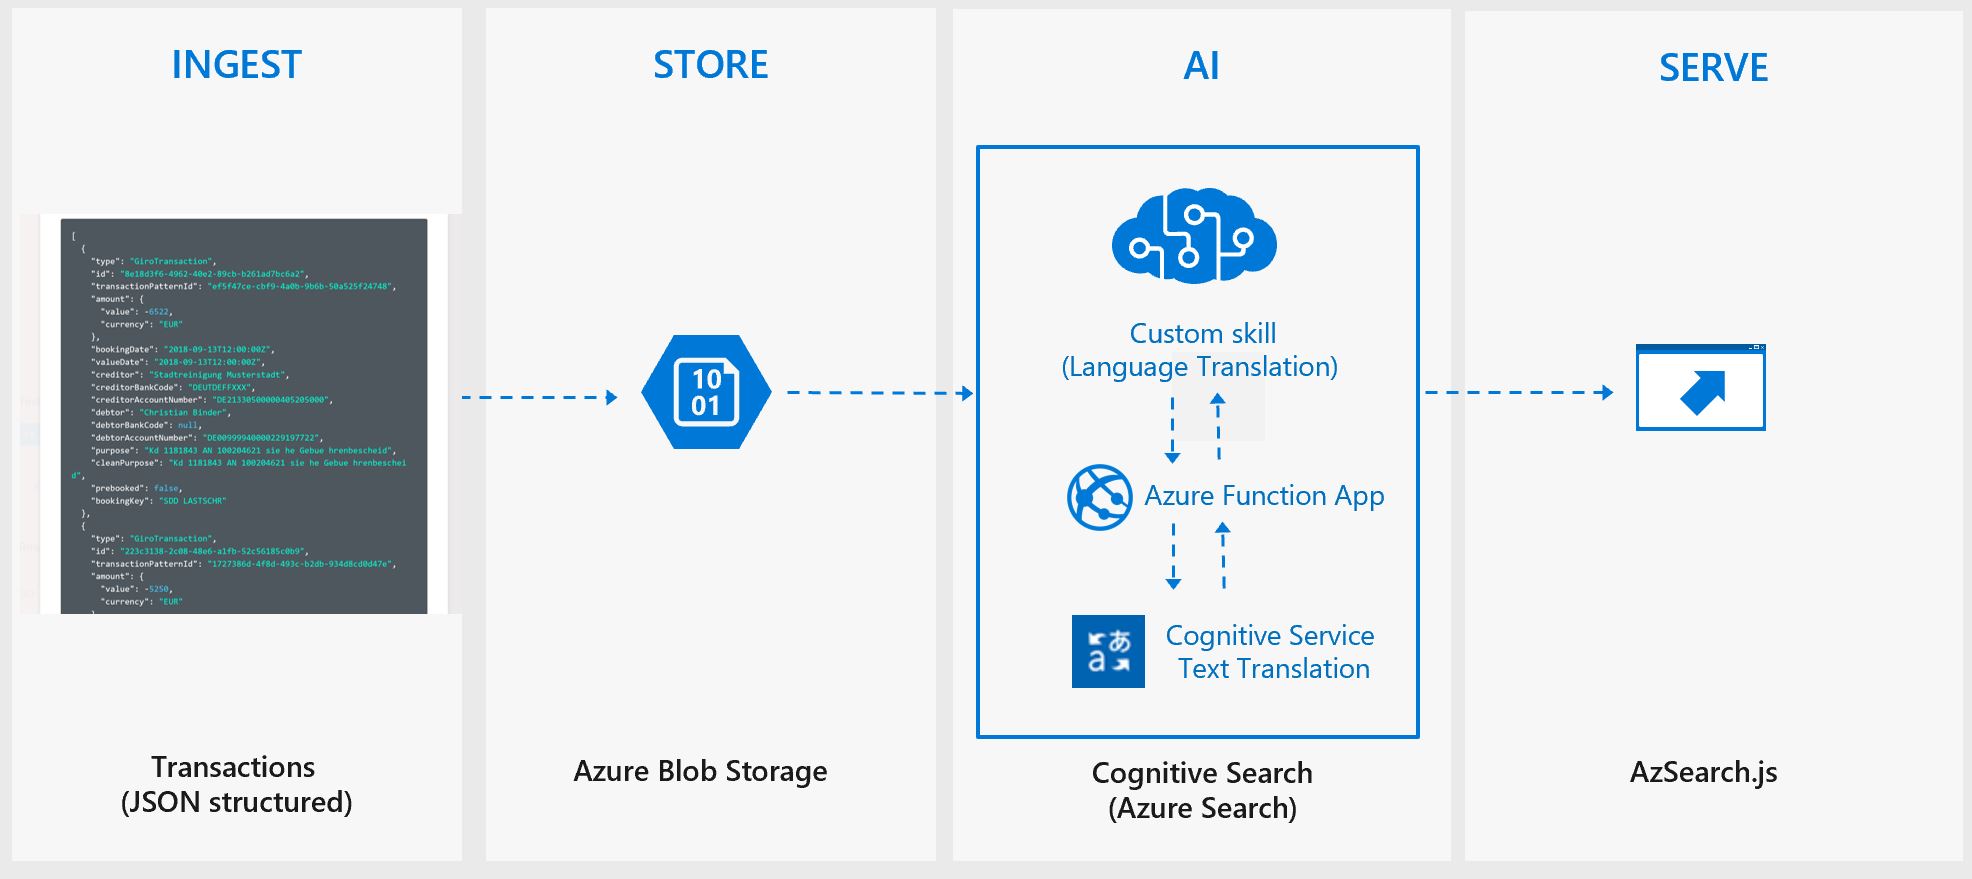 INGEST
[
{
"type": "GiroTransaction",
"id": "8e18d3f6-4962-40e2-89cb-b261ad7bc6a2",
"transactionPatternId": "ef5f47ce-cbf9-4a0b-9b6b-50a525f24748",
"amount": {
"value": -6522,
"currency": "EUR"
},
"bookingDate": "2018-09-13T12:00:00Z",
"valueDate": "2018-09-13T12:00:00Z",
"creditor": "Stadtreinigung Musterstadt",
"creditorBankCode": "DEUTDEFFXXX",
"creditorAccountNumber": "DE21330500000405205000",
"debtor": "Christian Binder",
"debtorBankCode": null,
"debtorAccountNumber": "DE00999940000229197722",
"purpose": "Kd 1181843 AN 100204621 sie he Gebue hrenbescheid",
"cleanPurpose": "Kd 1181843 AN 100204621 sie he Gebue hrenbeschei
d",
"prebooked": false,
"bookingKey": "SDD LASTSCHR"
},
{
"type": "GiroTransaction",
"id": "223c3138-2c08-48e6-a1fb-52c56185c0b9",
"transactionPatternId": "1727386d-4f8d-493c-b2db-934d8cd0d47e",
"amount": {
"value": -5250,
"currency": "EUR"
Transactions
(JSON structured)
STORE
10
01
Azure Blob Storage
AI
Custom skill
(Language Translation)
Azure Function App
a あ
Cognitive Service
Text Translation
Cognitive Search
(Azure Search)
SERVE
AzSearch.js